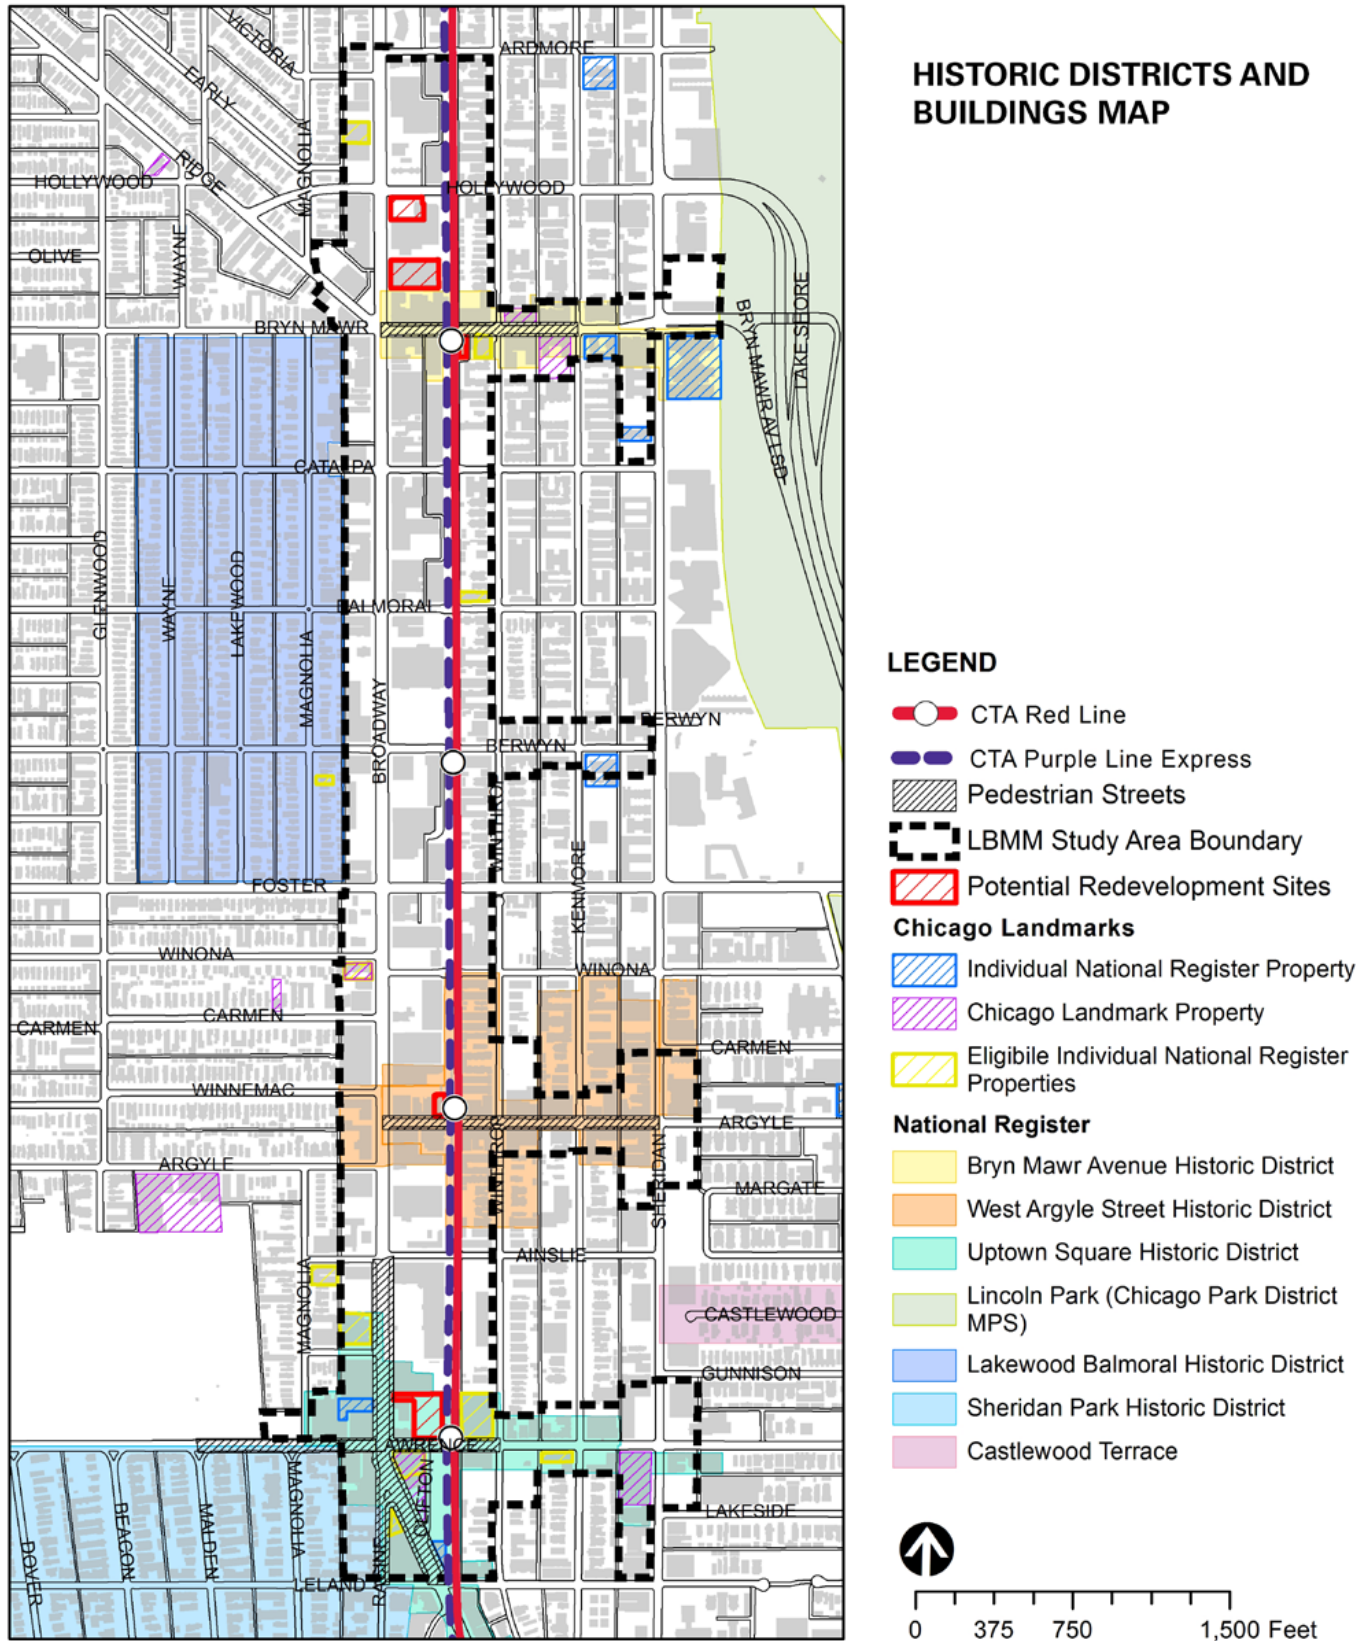 HISTORIC DISTRICTS AND
BUILDINGS MAP
VICTORIA
ARDMORE
EARLY
MAGNOLIA
RIDGE
HOLLYWOOD
HOLLYWOOD
WAYNE
OLIVE
BRYN MAWR
BRYN MAWR AV LSD
LAKE SHORE
CATALPA
GLENWOOD
WAYNE
LAKEWOOD
BALMORAL
MAGNOLIA
BROADWAY
BERWYN
BERWYN
WINTHROP
KENMORE
FOSTER
WINONA
WINONA
CARMEN
CARMEN
CARMEN
WINNEMAC
ARGYLE
ARGYLE
WINTHROP
SHERIDAN
MARGATE
AINSLIE
MAGNOLIA
CASTLEWOOD
GUNNISON
LAWRENCE
CLIFTON
MAGNOLIA
BEACON
MALDEN
DOVER
LAKESIDE
LELAND
RACINE
LEGEND
CTA Red Line
CTA Purple Line Express
Pedestrian Streets
LBMM Study Area Boundary
Potential Redevelopment Sites
Chicago Landmarks
Individual National Register Property
Chicago Landmark Property
Eligibile Individual National Register
Properties
National Register
Bryn Mawr Avenue Historic District
West Argyle Street Historic District
Uptown Square Historic District
Lincoln Park (Chicago Park District
MPS)
Lakewood Balmoral Historic District
Sheridan Park Historic District
Castlewood Terrace
0 375 750 1,500 Feet